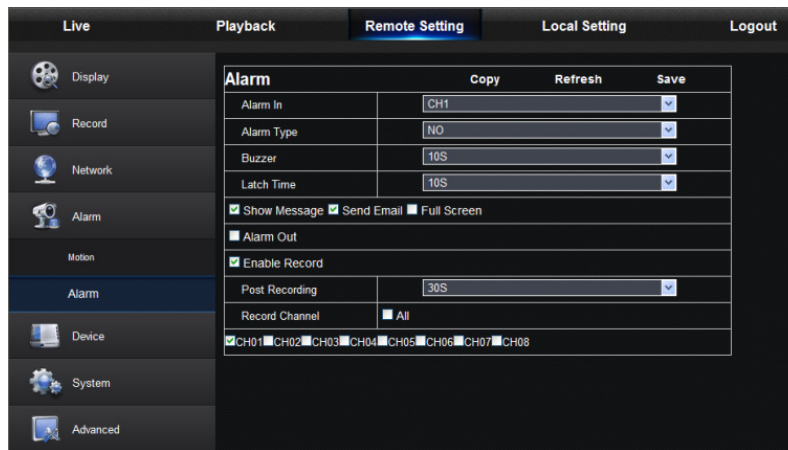 Live Playback Remote Setting Local Setting Logout
Display
Record
Network
Alarm
Motion
Alarm
Device
System
Advanced
Alarm Copy Refresh Save
Alarm In CH1
Alarm Type NO
Buzzer 10S
Latch Time 10S
Show Message Send Email Full Screen
Alarm Out
Enable Record
Post Recording 30S
Record Channel All
CH01 CH02 CH03 CH04 CH05 CH06 CH07 CH08